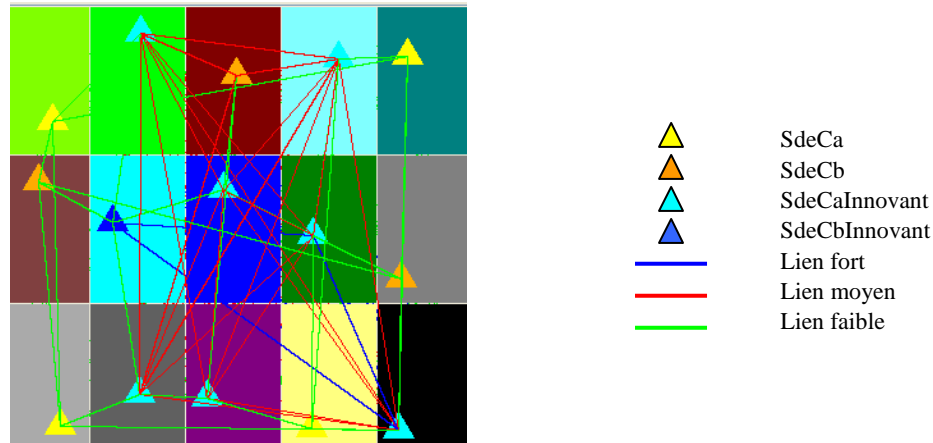 SdeCa
SdeCb
SdeCaInnovant
SdeCbInnovant
Lien fort
Lien moyen
Lien faible